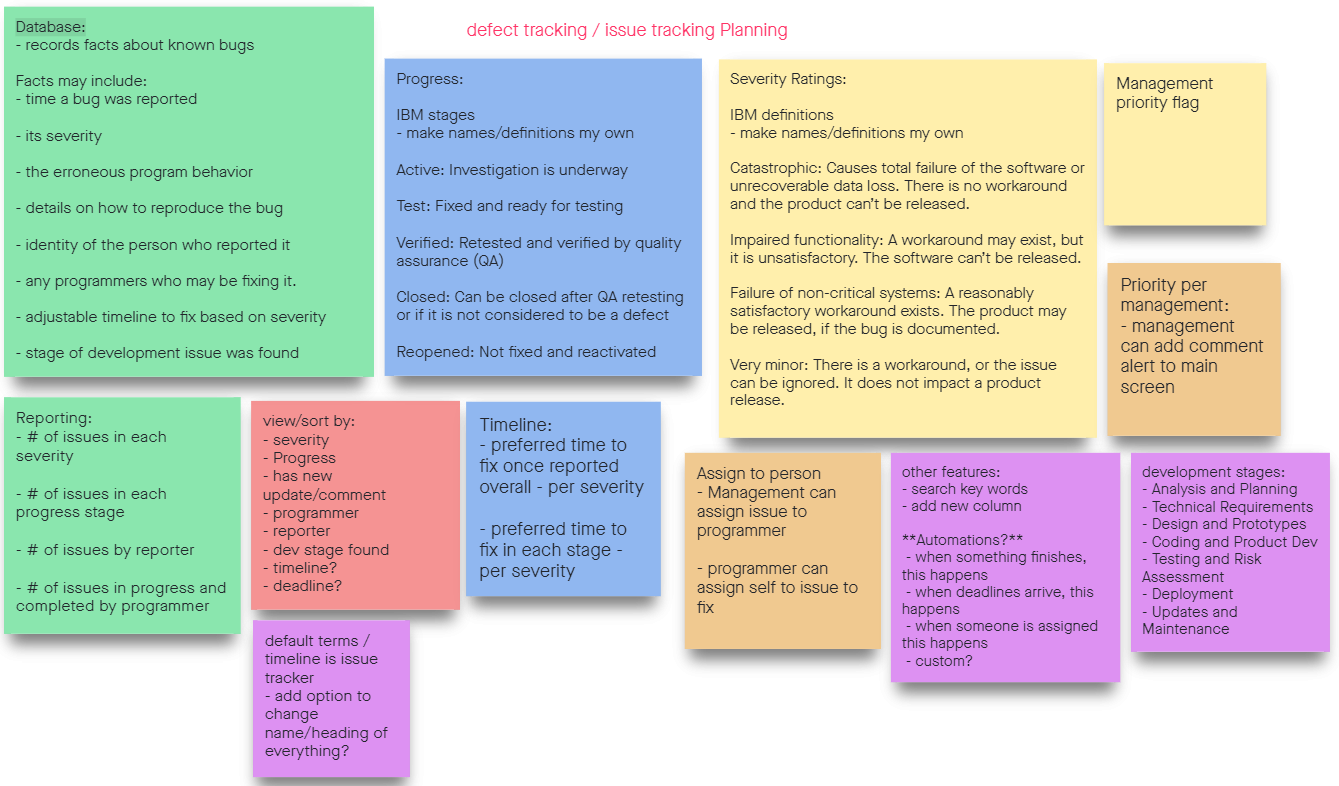 defect tracking / issue tracking Planning
Database:
- records facts about known bugs
Facts may include:
- time a bug was reported
- its severity
- the erroneous program behavior
- details on how to reproduce the bug
- identity of the person who reported it
- any programmers who may be fixing it.
- adjustable timeline to fix based on severity
- stage of development issue was found
Progress:
IBM stages
- make names/definitions my own
Active: Investigation is underway
Test: Fixed and ready for testing
Verified: Retested and verified by quality
assurance (QA)
Closed: Can be closed after QA retesting
or if it is not considered to be a defect
Reopened: Not fixed and reactivated
Severity Ratings:
IBM definitions
- make names/definitions my own
Catastrophic: Causes total failure of the software or
unrecoverable data loss. There is no workaround
and the product can't be released.
Impaired functionality: A workaround may exist, but
it is unsatisfactory. The software can't be released.
Failure of non-critical systems: A reasonably
satisfactory workaround exists. The product may
be released, if the bug is documented.
Very minor: There is a workaround, or the issue
can be ignored. It does not impact a product
release.
Management
priority flag
Priority per
management:
- management
can add comment
alert to main
screen
Reporting:
- # of issues in each
severity
- # of issues in each
progress stage
- # of issues by reporter
- # of issues in progress and
completed by programmer
view/sort by:
- severity
- Progress
- has new
update/comment
- programmer
- reporter
- dev stage found
- timeline?
- deadline?
Timeline:
- preferred time to
fix once reported
overall - per severity
- preferred time to
fix in each stage -
per severity
Assign to person
- Management can
assign issue to
programmer
- programmer can
assign self to issue to
fix
other features:
- search key words
- add new column
**Automations?**
- when something finishes,
this happens
- when deadlines arrive, this
happens
- when someone is assigned
this happens
- custom?
development stages:
- Analysis and Planning
- Technical Requirements
- Design and Prototypes
- Coding and Product Dev
- Testing and Risk
Assessment
- Deployment
- Updates and
Maintenance
default terms /
timeline is issue
tracker
- add option to
change
name/heading of
everything?